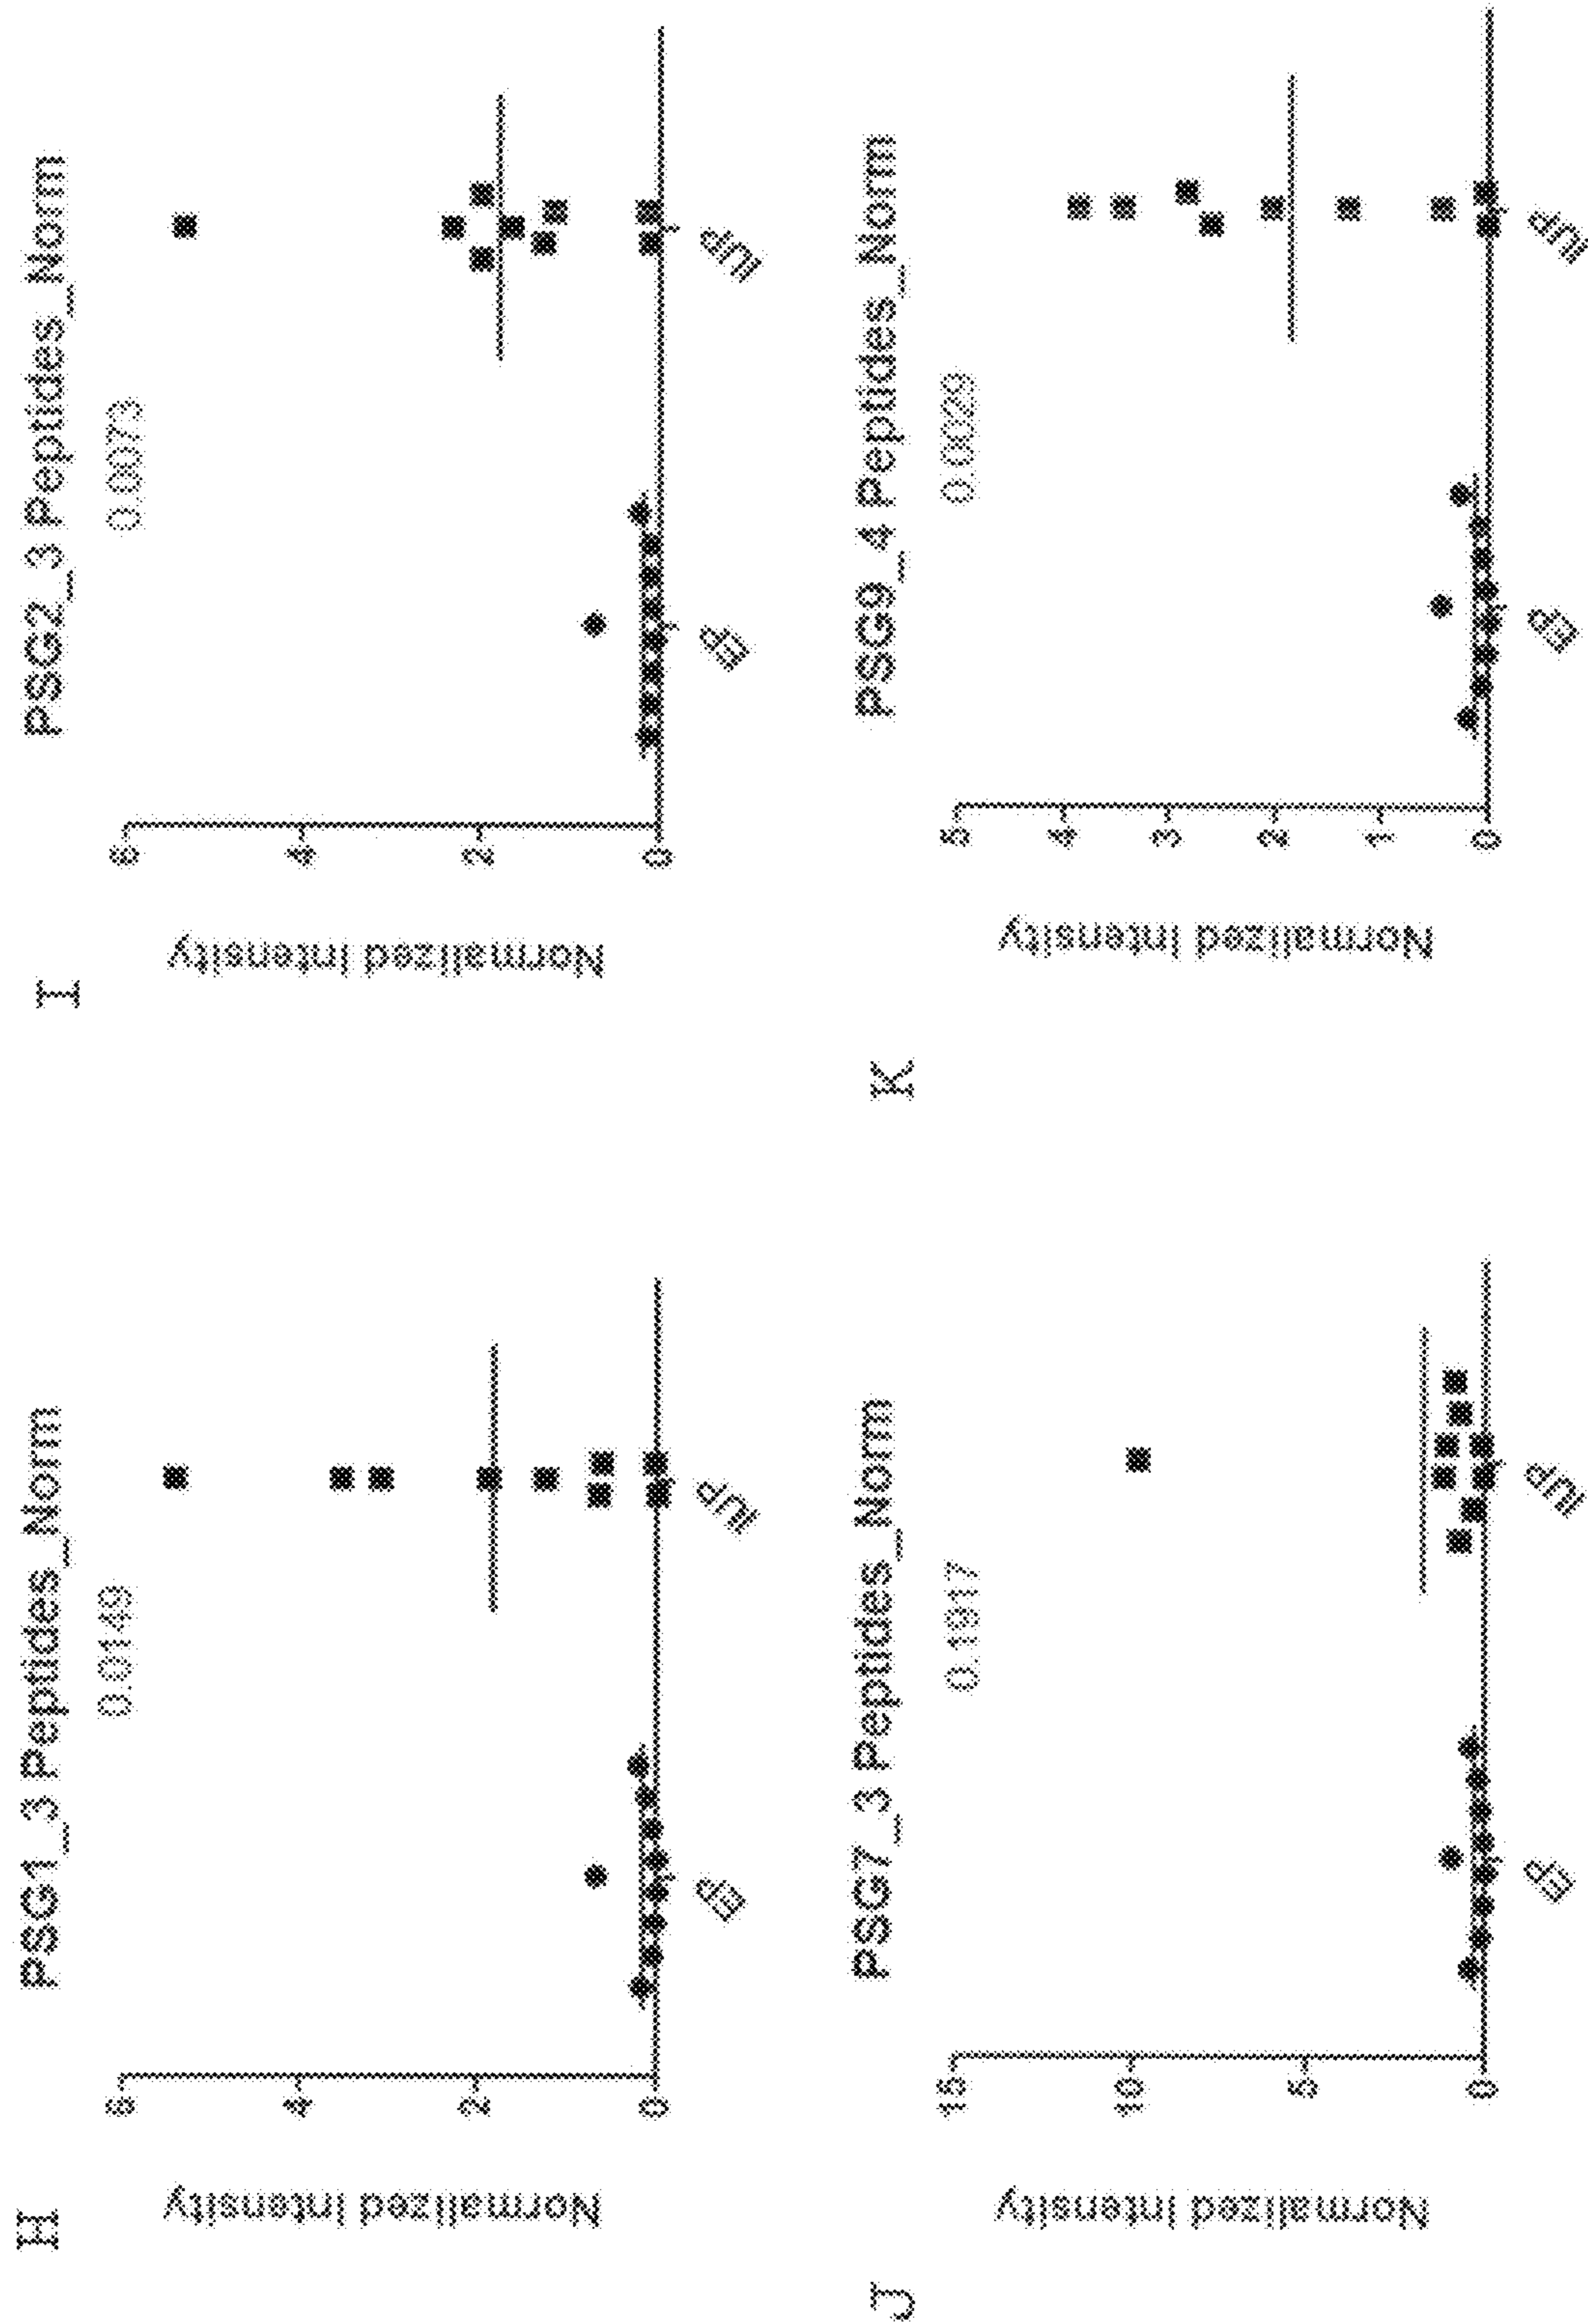 H
PSG1_3 Peptides_Norm
0.0149
Normalized intensity
6
4
2
0
EP
IUP
I
PSG2_3 Peptides_Norm
0.0073
Normalized intensity
6
4
2
0
EP
IUP
J
PSG7_3 Peptides_Norm
0.1917
Normalized intensity
15
10
5
0
EP
IUP
K
PSG9_4 Peptides_Norm
0.0029
Normalized intensity
5
4
3
2
1
0
EP
IUP